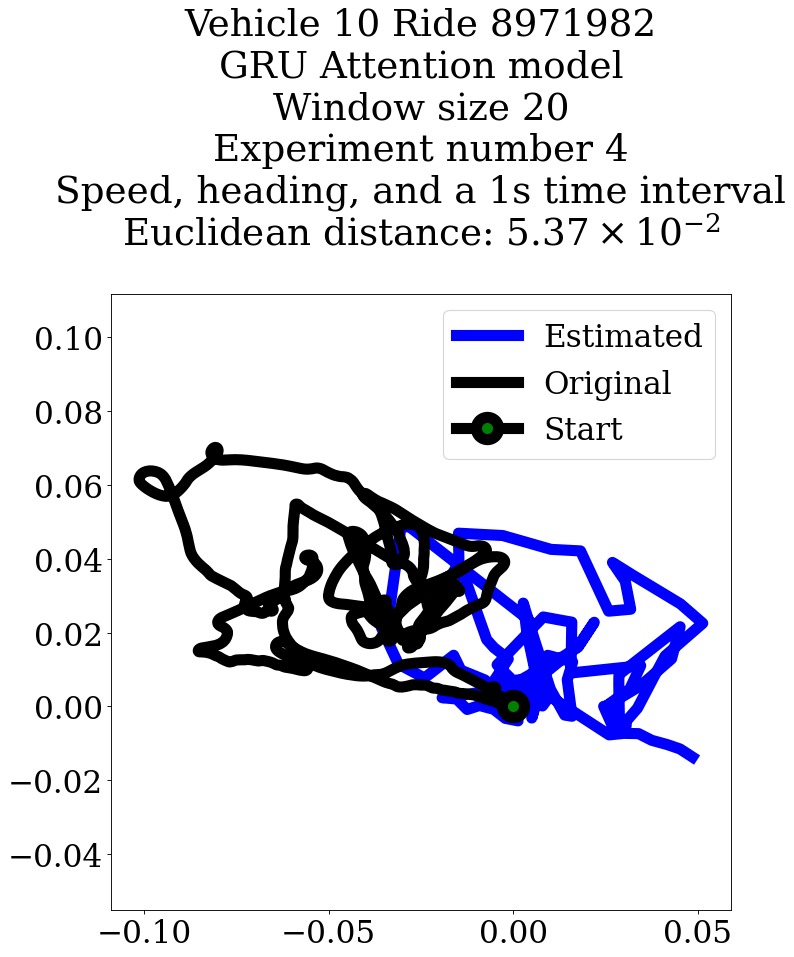 Vehicle 10 Ride 8971982
GRU Attention model
Window size 20
Experiment number 4
Speed, heading, and a 1s time interval
Euclidean distance: 5.37 × 10⁻²
Estimated
Original
Start
0.10
0.08
0.06
0.04
0.02
0.00
−0.02
−0.04
−0.10
−0.05
0.00
0.05